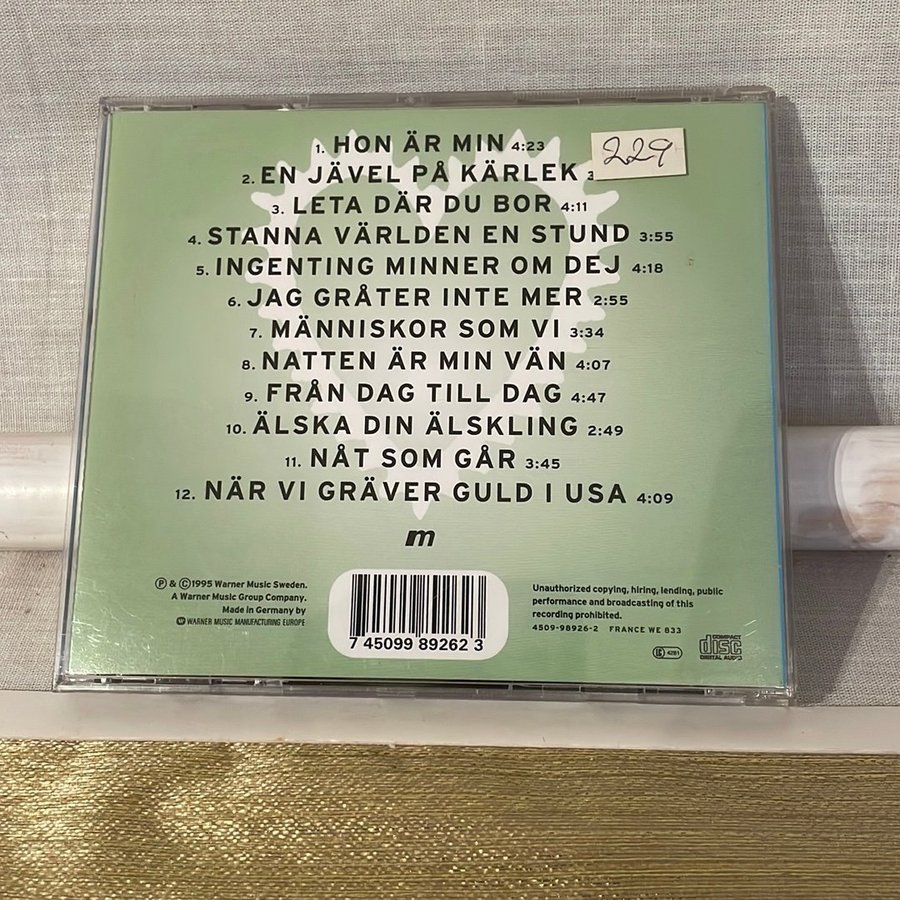 1. HON ÄR MIN 4:23
229
2. EN JÄVEL PÅ KÄRLEK 3
3. LETA DÄR DU BOR 4:11
4. STANNA VÄRLDEN EN STUND 3:55
5. INGENTING MINNER OM DEJ 4:18
6. JAG GRÅTER INTE MER 2:55
7. MÄNNISKOR SOM VI 3:34
8. NATTEN ÄR MIN VÄN 4:07
9. FRÅN DAG TILL DAG 4:47
10. ÄLSKA DIN ÄLSKLING 2:49
11. NÅT SOM GÅR 3:45
12. NÄR VI GRÄVER GULD I USA 4:09
m
Ⓟ & ©1995 Warner Music Sweden.
A Warner Music Group Company.
Made in Germany by
WARNER MUSIC MANUFACTURING EUROPE
7 45099 89262 3
Unauthorized copying, hiring, lending, public
performance and broadcasting of this
recording prohibited.
4509-98926-2 FRANCE WE 833
4281
COMPACT
disc
DIGITAL AUDIO